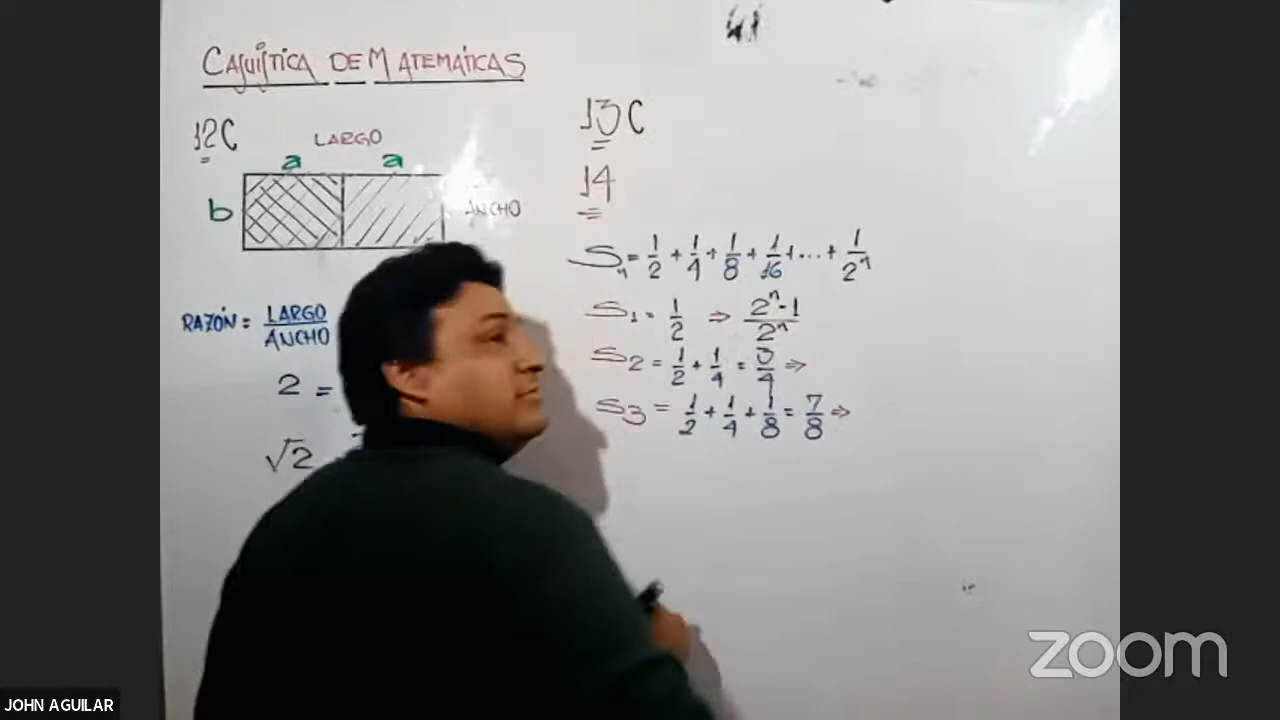 CASUÍSTICA DE MATEMÁTICAS
12C
LARGO
a a
b
ANCHO
RAZÓN = LARGO / ANCHO
2 =
√2
13C
14
Sn = 1/2 + 1/4 + 1/8 + 1/16 + ... + 1/2^n
S1 = 1/2 ⇒ 2^n-1 / 2^n
S2 = 1/2 + 1/4 = 3/4 ⇒
S3 = 1/2 + 1/4 + 1/8 = 7/8 ⇒
zoom
JOHN AGUILAR